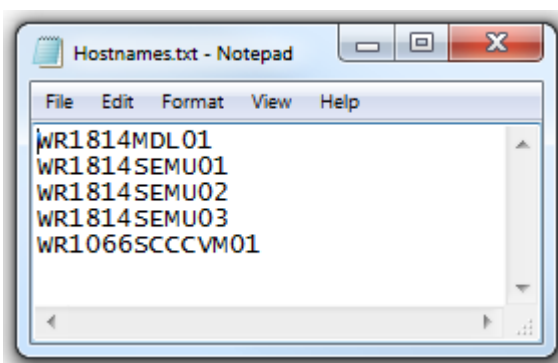 Hostnames.txt - Notepad
File Edit Format View Help
WR1814MDL01
WR1814SEMU01
WR1814SEMU02
WR1814SEMU03
WR1066SCCCVM01